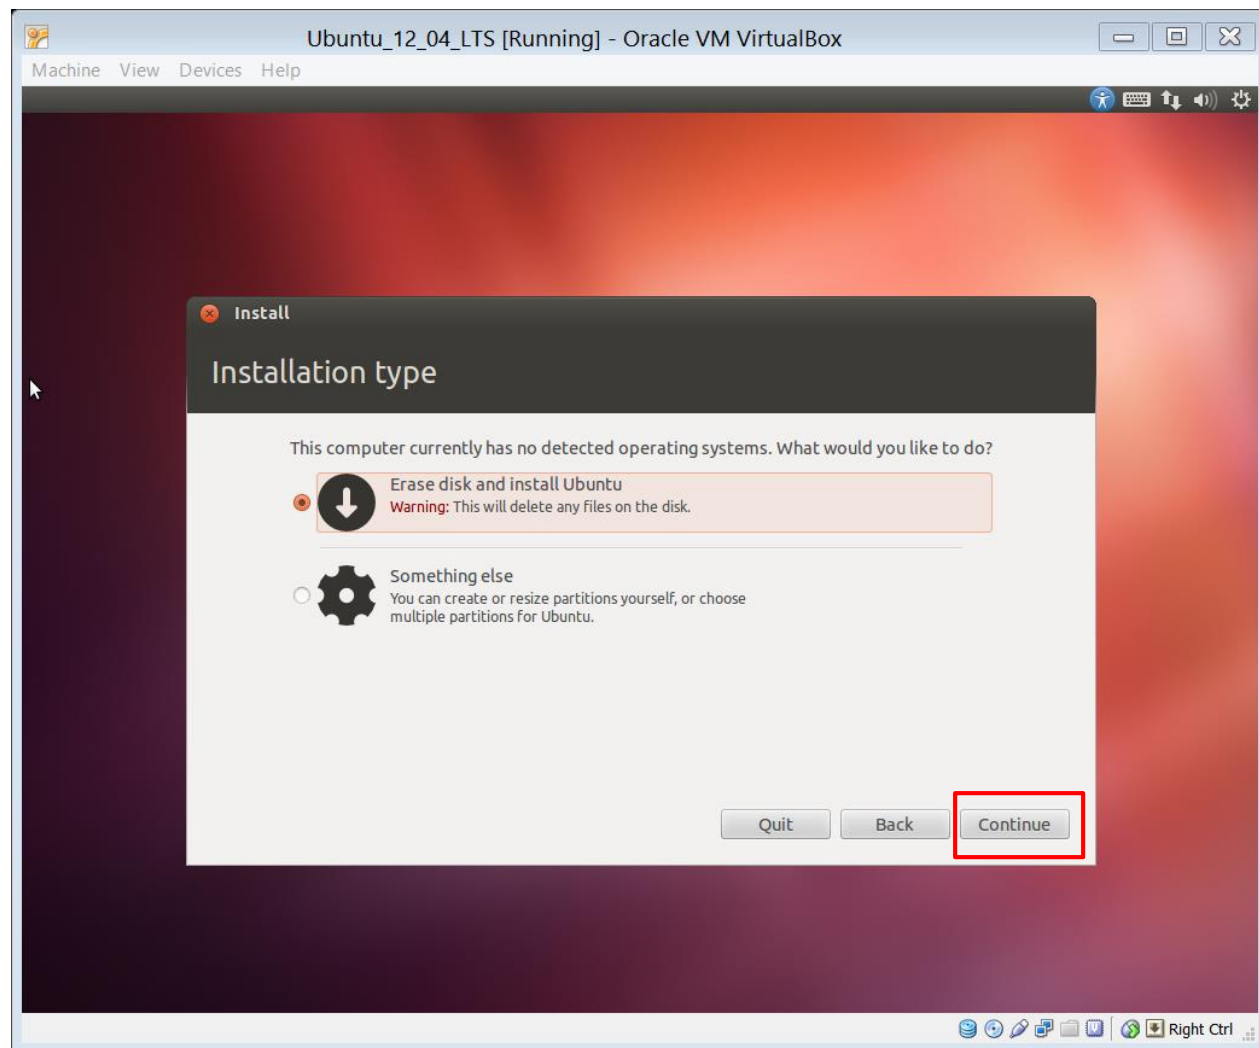 Ubuntu_12_04_LTS [Running] - Oracle VM VirtualBox
Machine View Devices Help
Install
Installation type
This computer currently has no detected operating systems. What would you like to do?
Erase disk and install Ubuntu
Warning: This will delete any files on the disk.
Something else
You can create or resize partitions yourself, or choose
multiple partitions for Ubuntu.
Quit Back Continue
Right Ctrl